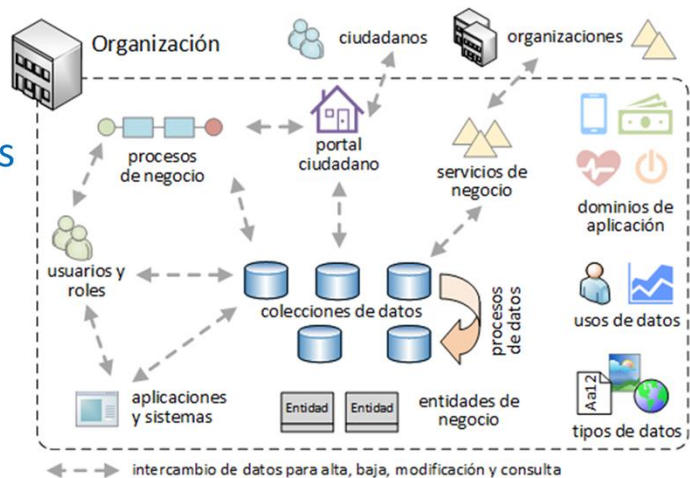 Organización
ciudadanos
organizaciones
s
procesos
de negocio
portal
ciudadano
servicios de
negocio
dominios de
aplicación
usuarios y
roles
colecciones de datos
procesos
de datos
usos de datos
aplicaciones
y sistemas
Entidad
Entidad
entidades de
negocio
Aa12
tipos de datos
intercambio de datos para alta, baja, modificación y consulta